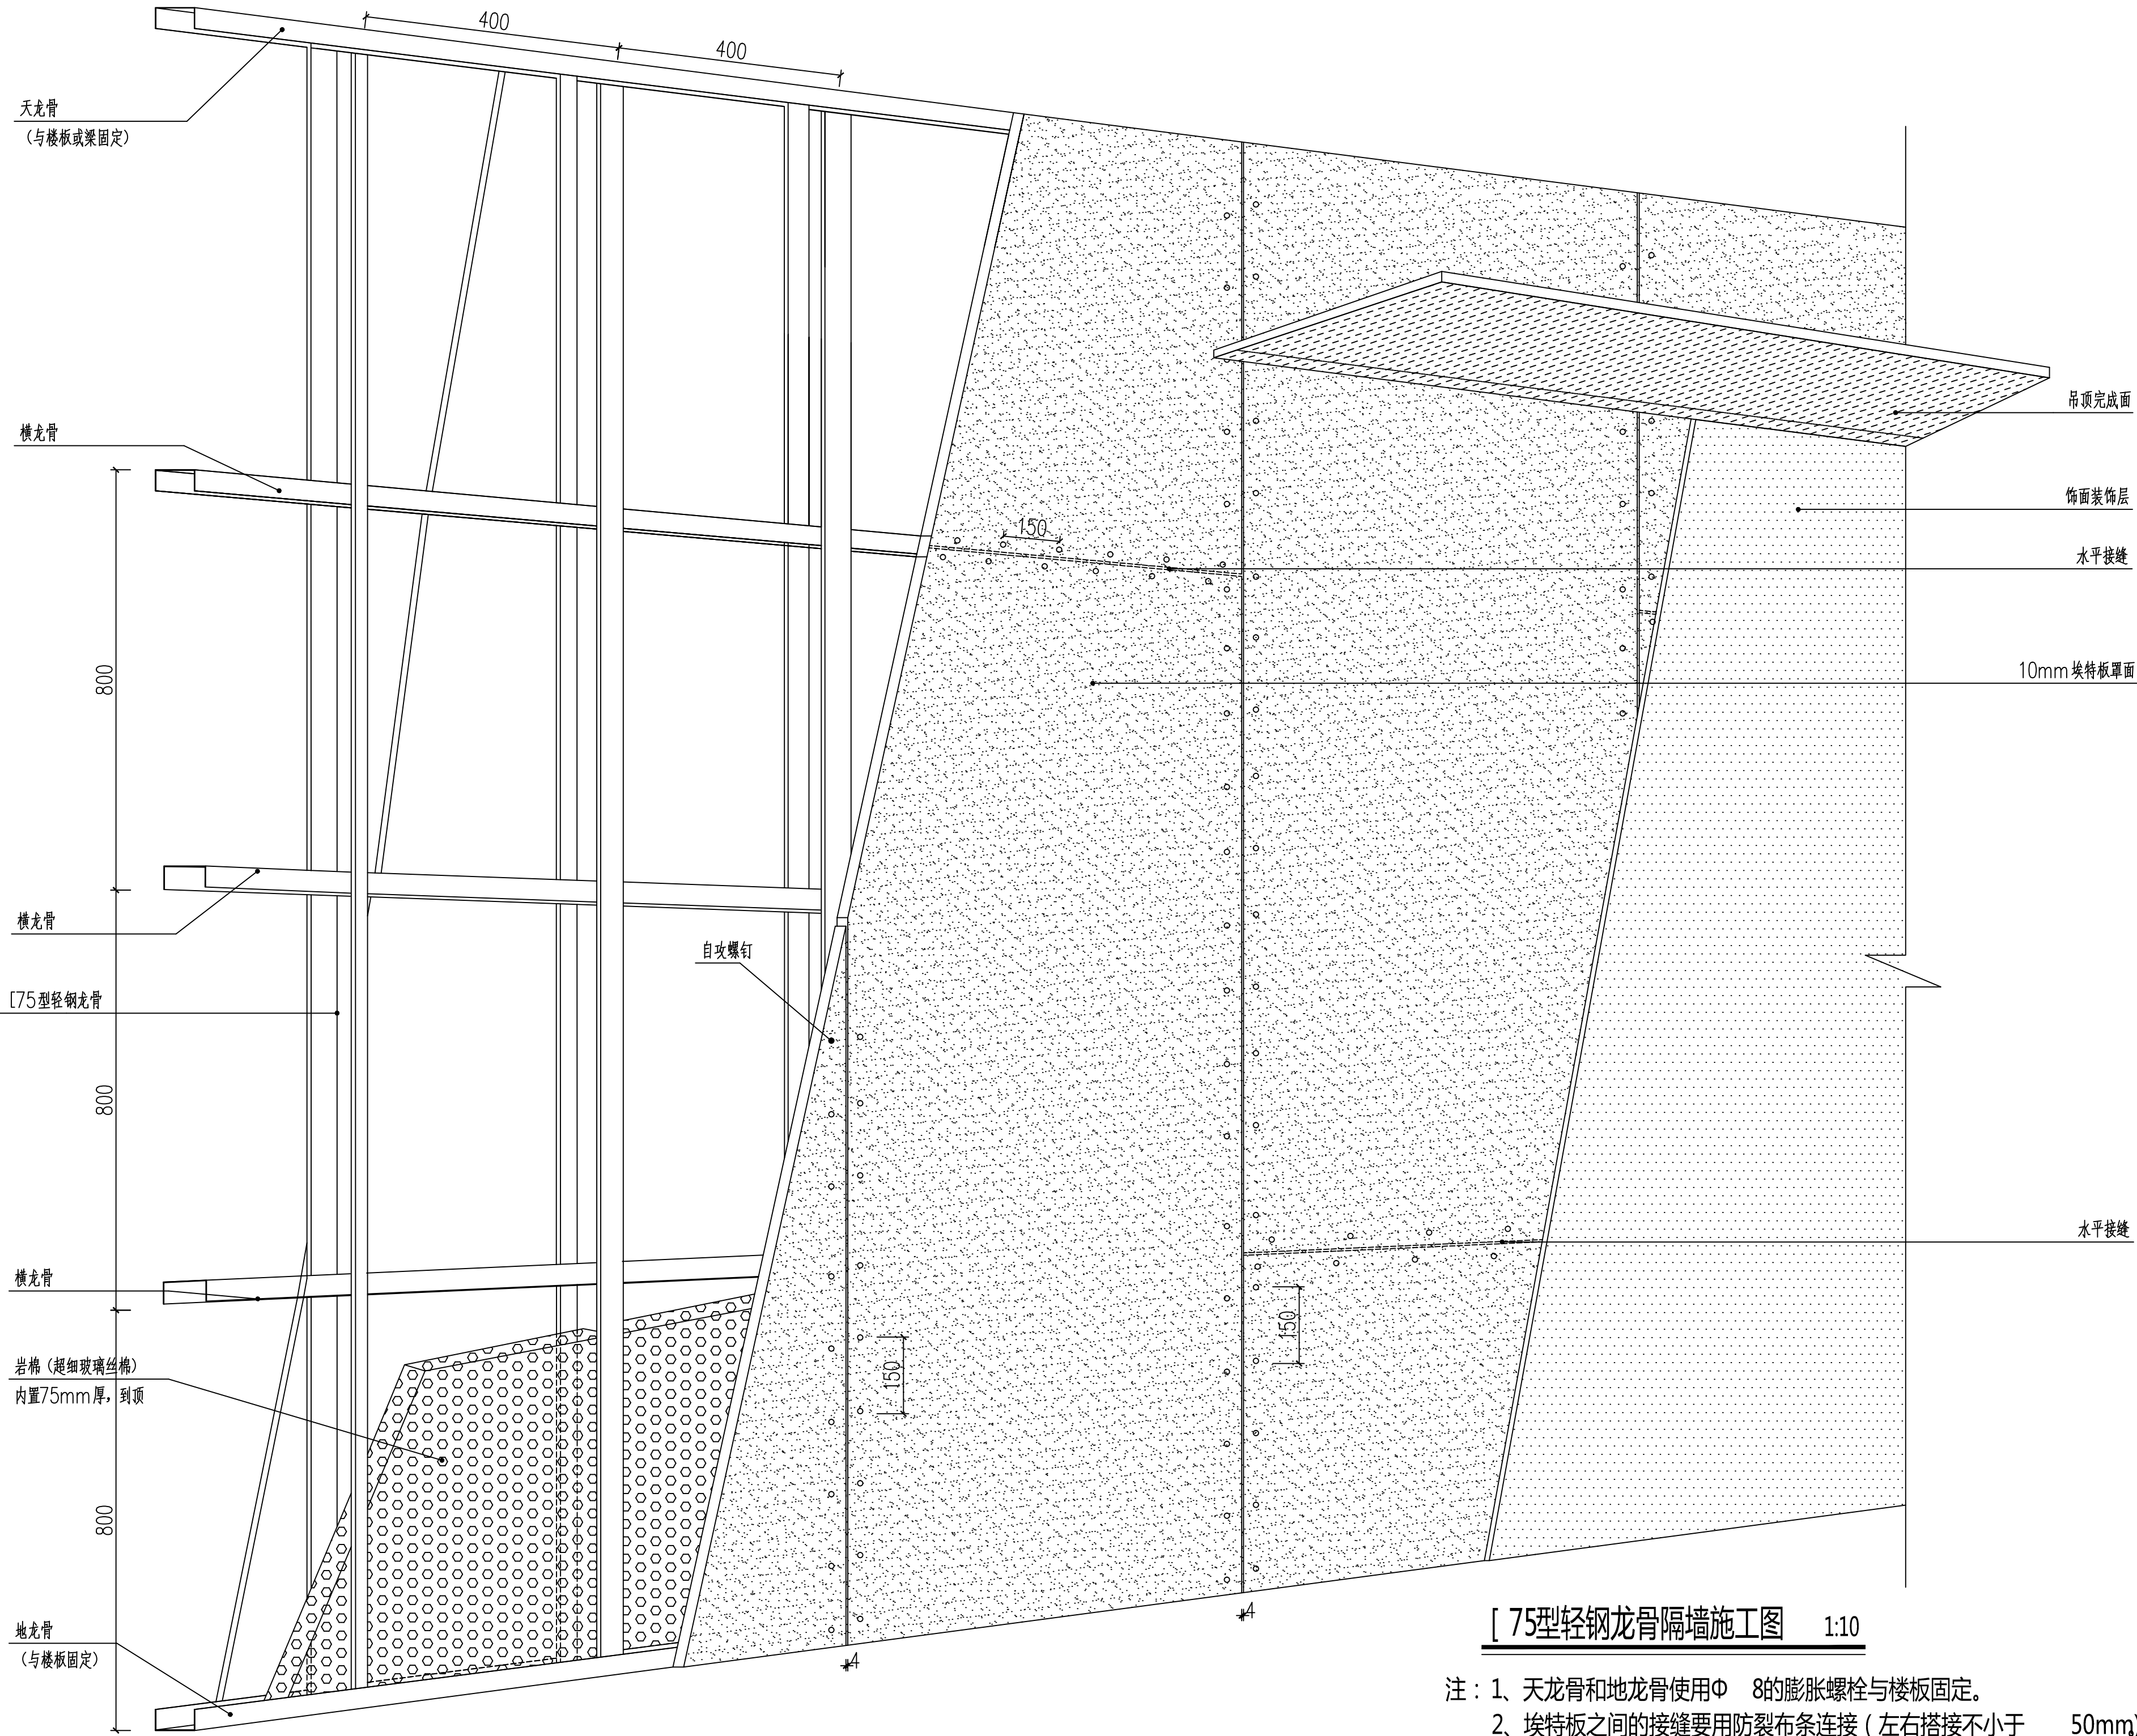 400
400
天龙骨
（与楼板或梁固定）
吊顶完成面
横龙骨
饰面装饰层
150
水平接缝
10mm埃特板罩面
800
横龙骨
自攻螺钉
[75型轻钢龙骨
800
水平接缝
横龙骨
150
岩棉（超细玻璃丝棉）
150
内置75mm厚，到顶
800
地龙骨
（与楼板固定）
4
4
[ 75型轻钢龙骨隔墙施工图 1:10
注：1、天龙骨和地龙骨使用Φ 8的膨胀螺栓与楼板固定。
2、埃特板之间的接缝要用防裂布条连接（左右搭接不小于 50mm）。